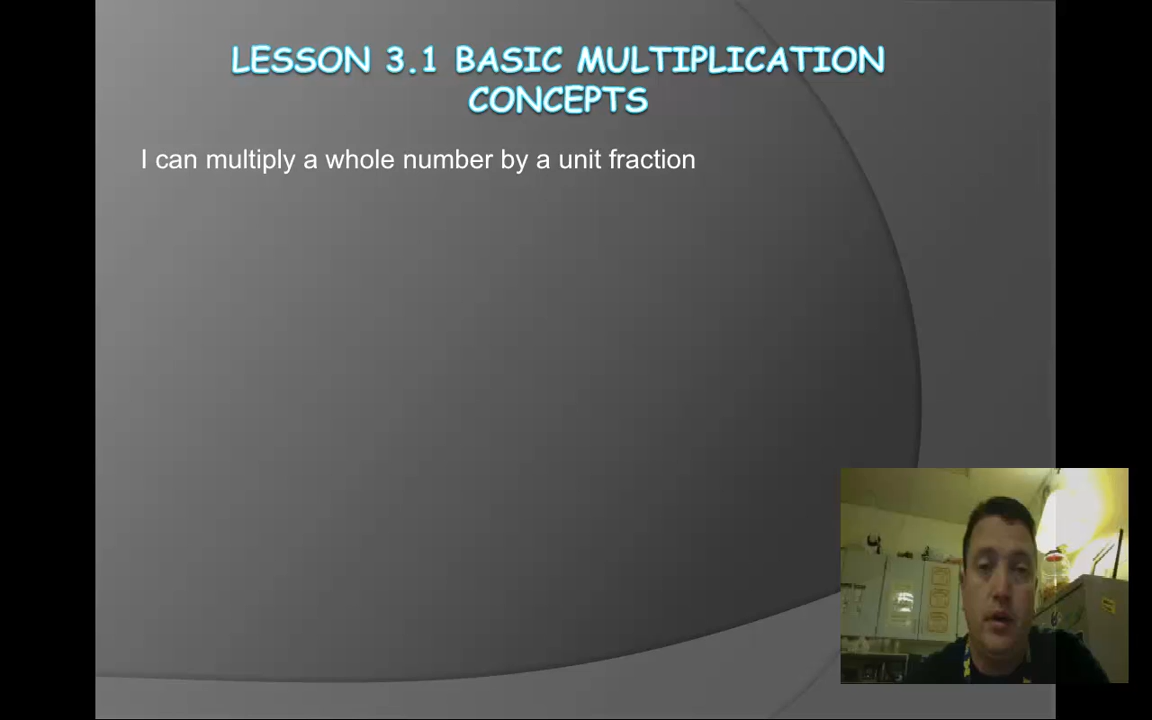 LESSON 3.1 BASIC MULTIPLICATION
CONCEPTS
I can multiply a whole number by a unit fraction